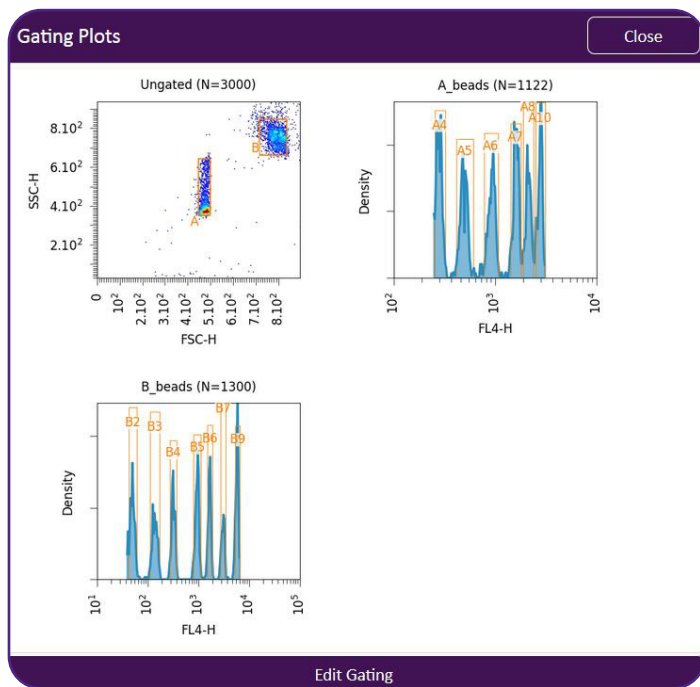 Gating Plots
Close
Ungated (N=3000)
8.10²
6.10²
4.10²
2.10²
SSC-H
B
A
0
10²
2.10²
3.10²
4.10²
5.10²
6.10²
7.10²
8.10²
FSC-H
A_beads (N=1122)
A4
A5
A6
A7
A8
A10
Density
10²
10³
10⁴
FL4-H
B_beads (N=1300)
B2
B3
B4
B5
B6
B7
B9
Density
10¹
10²
10³
10⁴
10⁵
FL4-H
Edit Gating